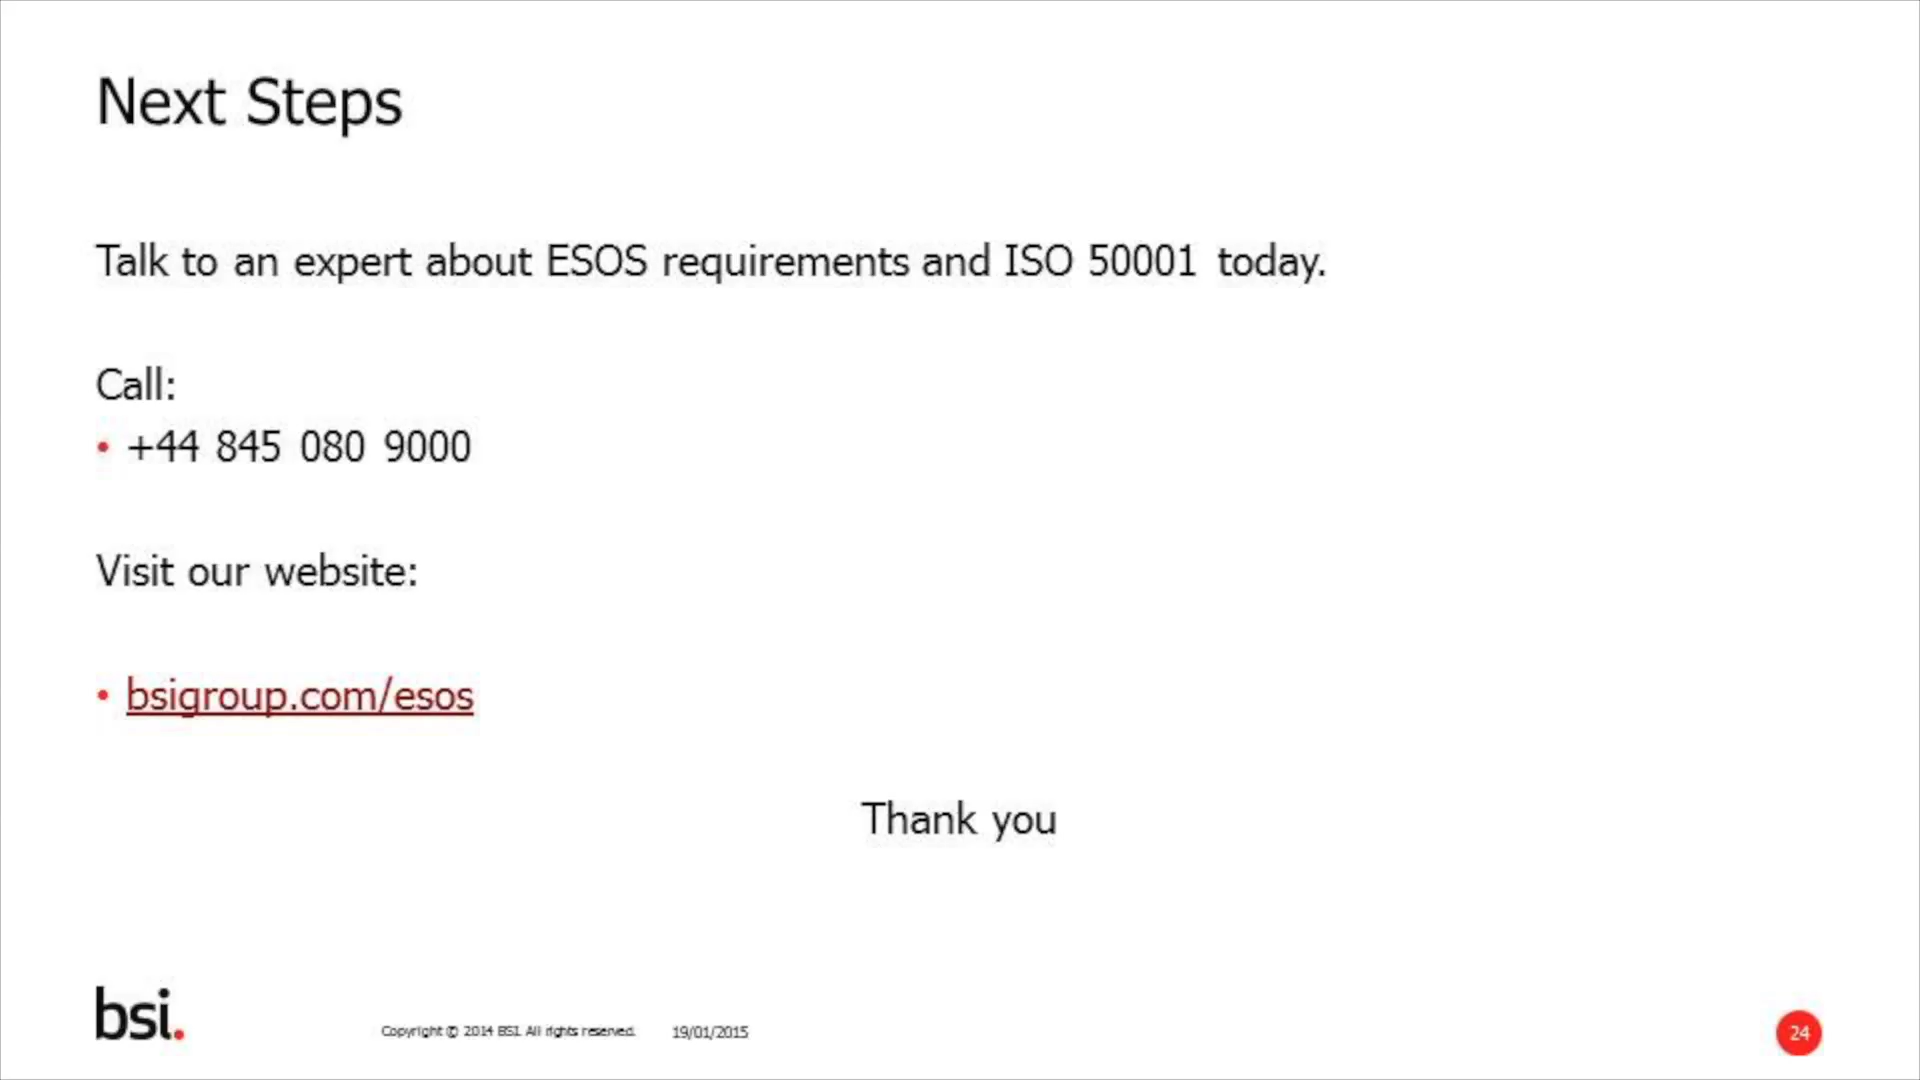 Next Steps
Talk to an expert about ESOS requirements and ISO 50001 today.
Call:
• +44 845 080 9000
Visit our website:
• bsigroup.com/esos
Thank you
bsi.
Copyright © 2014 BSI. All rights reserved.
19/01/2015
24